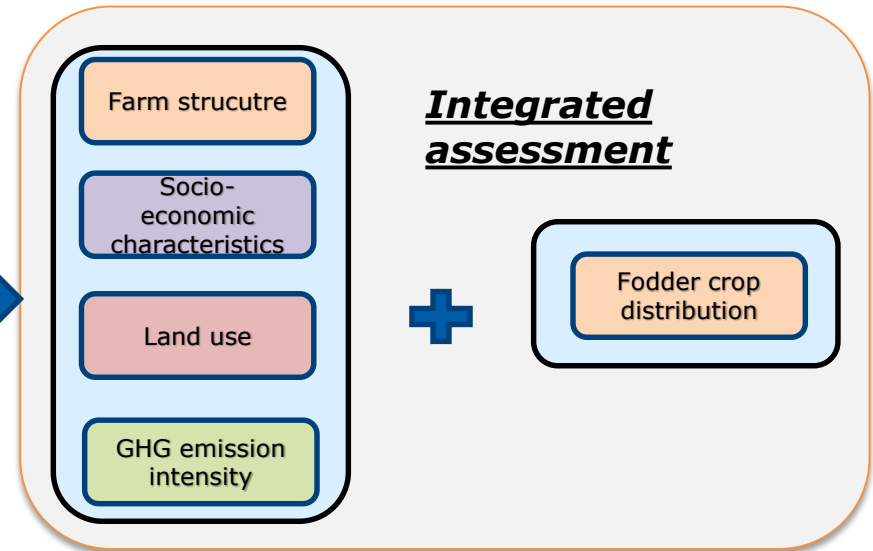 Farm strucutre
Integrated
assessment
Socio-
economic
characteristics
Fodder crop
distribution
Land use
GHG emission
intensity